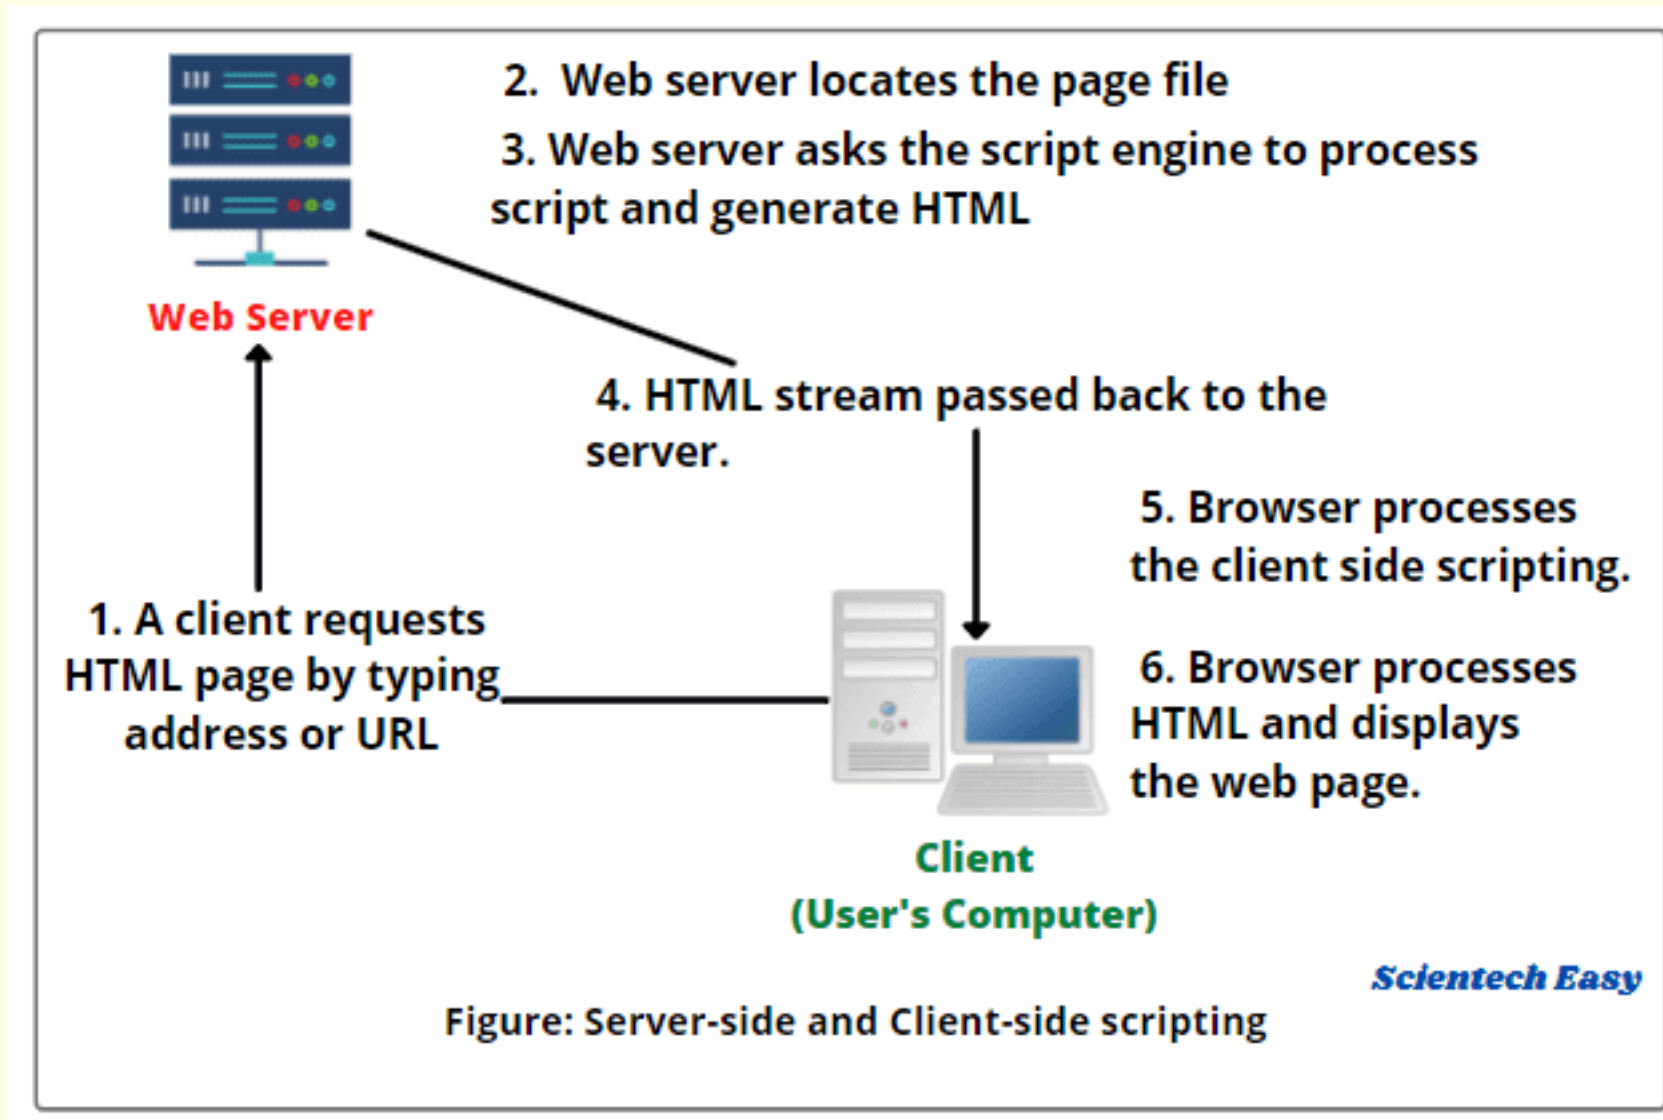 2. Web server locates the page file
3. Web server asks the script engine to process
script and generate HTML
Web Server
4. HTML stream passed back to the
server.
1. A client requests
HTML page by typing
address or URL
5. Browser processes
the client side scripting.
6. Browser processes
HTML and displays
the web page.
Client
(User's Computer)
Scientech Easy
Figure: Server-side and Client-side scripting